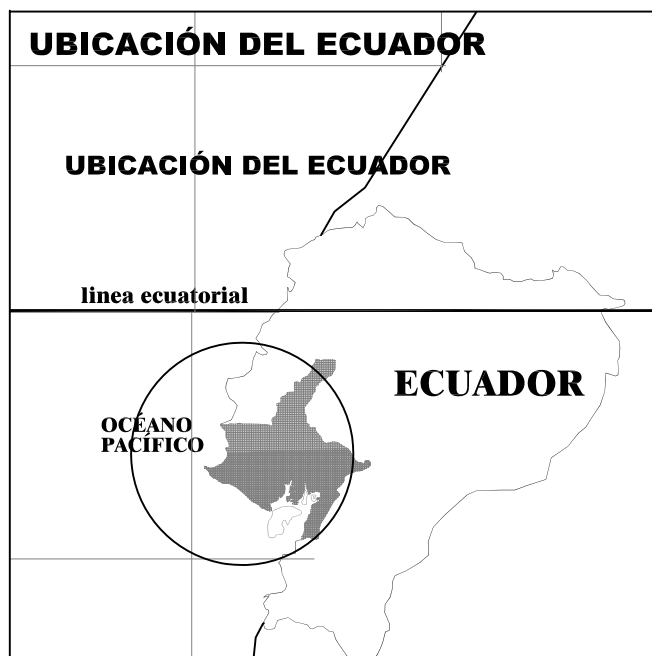 UBICACIÓN DEL ECUADOR
UBICACIÓN DEL ECUADOR
linea ecuatorial
ECUADOR
OCÉANO
PACÍFICO